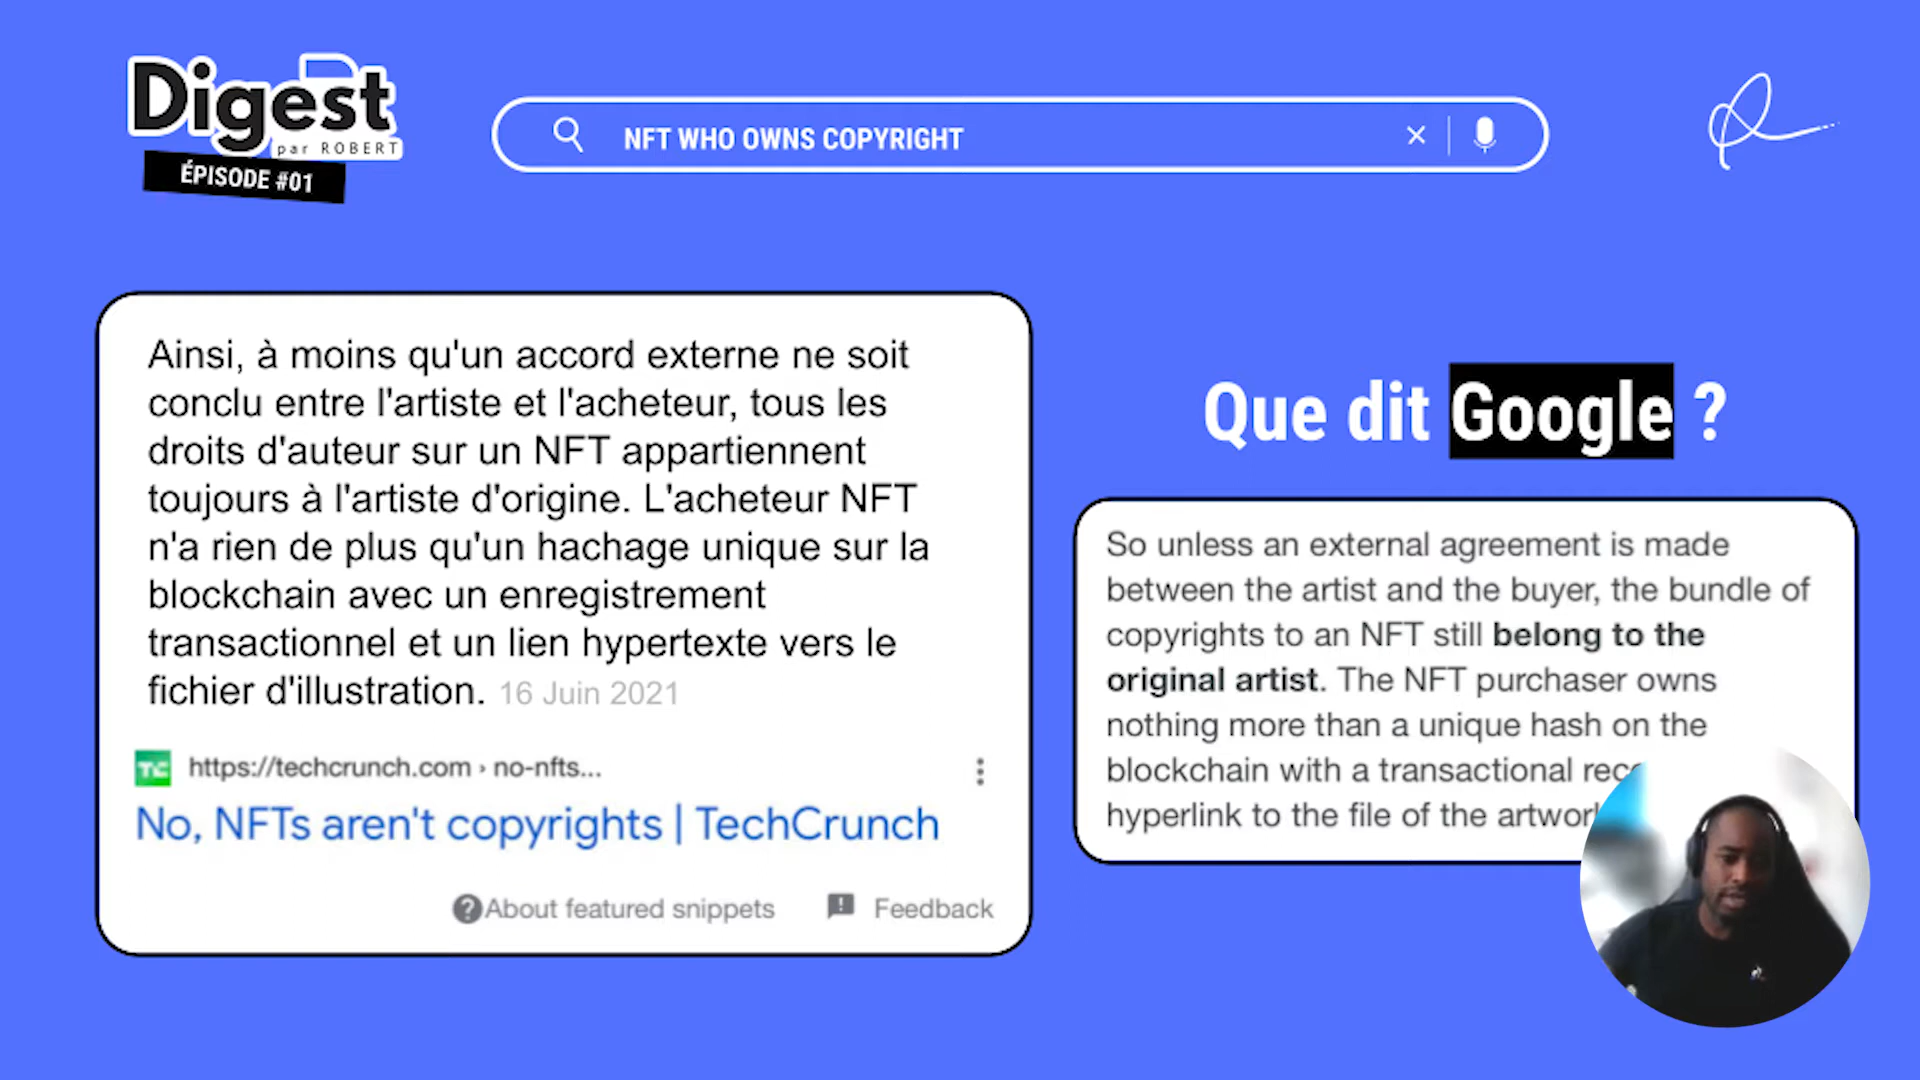 Digest
par ROBERT
ÉPISODE #01
NFT WHO OWNS COPYRIGHT
Ainsi, à moins qu'un accord externe ne soit
conclu entre l'artiste et l'acheteur, tous les
droits d'auteur sur un NFT appartiennent
toujours à l'artiste d'origine. L'acheteur NFT
n'a rien de plus qu'un hachage unique sur la
blockchain avec un enregistrement
transactionnel et un lien hypertexte vers le
fichier d'illustration. 16 Juin 2021
TC https://techcrunch.com › no-nfts...
No, NFTs aren't copyrights | TechCrunch
About featured snippets Feedback
Que dit Google ?
So unless an external agreement is made
between the artist and the buyer, the bundle of
copyrights to an NFT still belong to the
original artist. The NFT purchaser owns
nothing more than a unique hash on the
blockchain with a transactional
hyperlink to the file of the